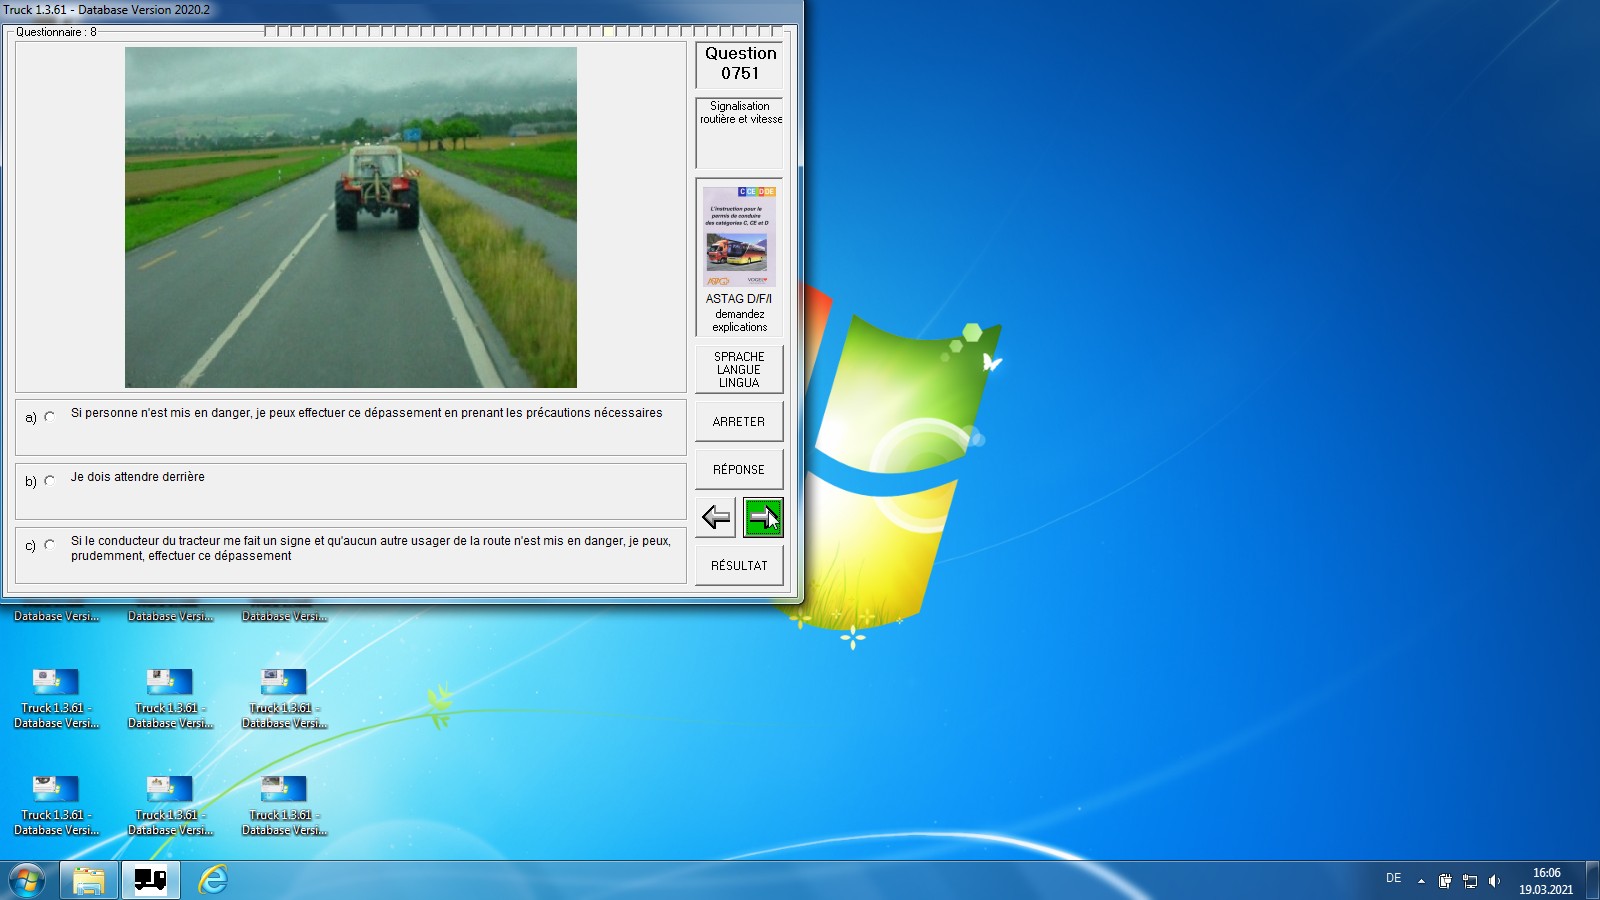 Truck 1.3.61 - Database Version 2020.2
Questionnaire : 8
Question
0751
Signalisation
routière et vitesse
C CE D DE
L'instruction pour le
permis de conduire
des catégories C, CE et D
ASTAG D/F/I
demandez
explications
SPRACHE
LANGUE
LINGUA
a) Si personne n'est mis en danger, je peux effectuer ce dépassement en prenant les précautions nécessaires
ARRETER
b) Je dois attendre derrière
RÉPONSE
c) Si le conducteur du tracteur me fait un signe et qu'aucun autre usager de la route n'est mis en danger, je peux,
prudemment, effectuer ce dépassement
RÉSULTAT
Database Versi... Database Versi... Database Versi...
Truck 1.3.61 - Truck 1.3.61 - Truck 1.3.61 -
Database Versi... Database Versi... Database Versi...
Truck 1.3.61 - Truck 1.3.61 - Truck 1.3.61 -
Database Versi... Database Versi... Database Versi...
DE
16:06
19.03.2021